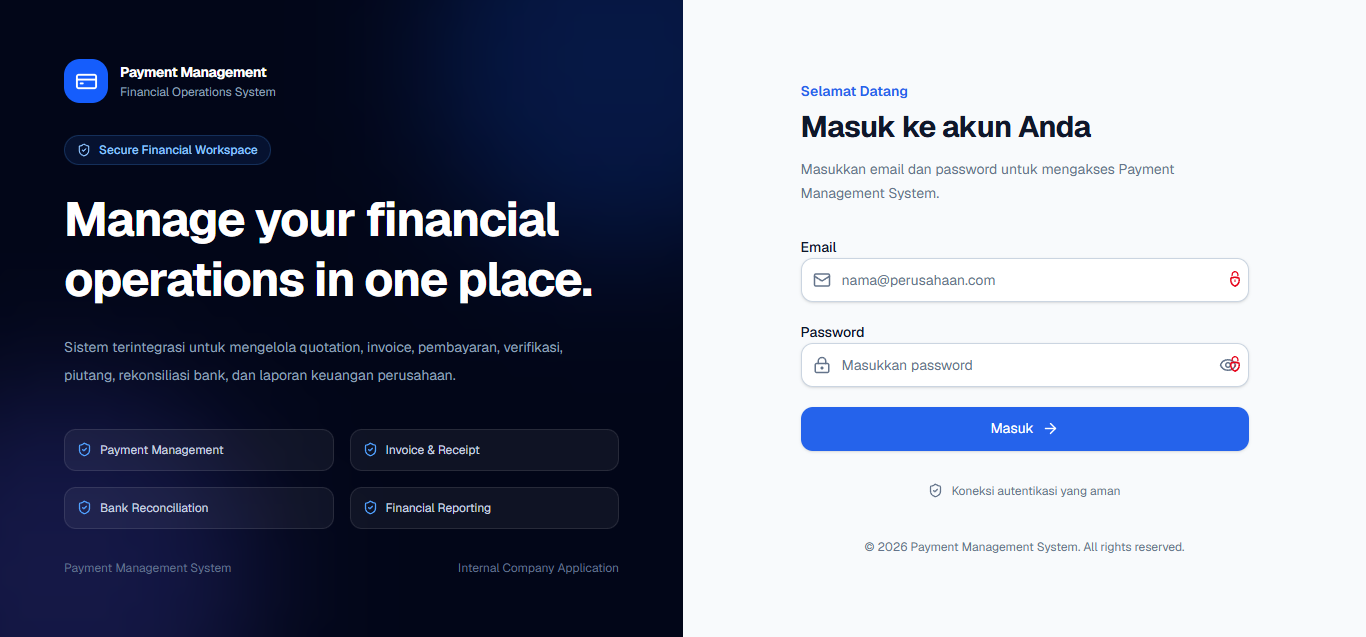 Payment Management
Financial Operations System
Secure Financial Workspace
Manage your financial
operations in one place.
Sistem terintegrasi untuk mengelola quotation, invoice, pembayaran, verifikasi,
piutang, rekonsiliasi bank, dan laporan keuangan perusahaan.
Payment Management
Invoice & Receipt
Bank Reconciliation
Financial Reporting
Payment Management System
Internal Company Application
Selamat Datang
Masuk ke akun Anda
Masukkan email dan password untuk mengakses Payment
Management System.
Email
nama@perusahaan.com
Password
Masukkan password
Masuk
Koneksi autentikasi yang aman
© 2026 Payment Management System. All rights reserved.